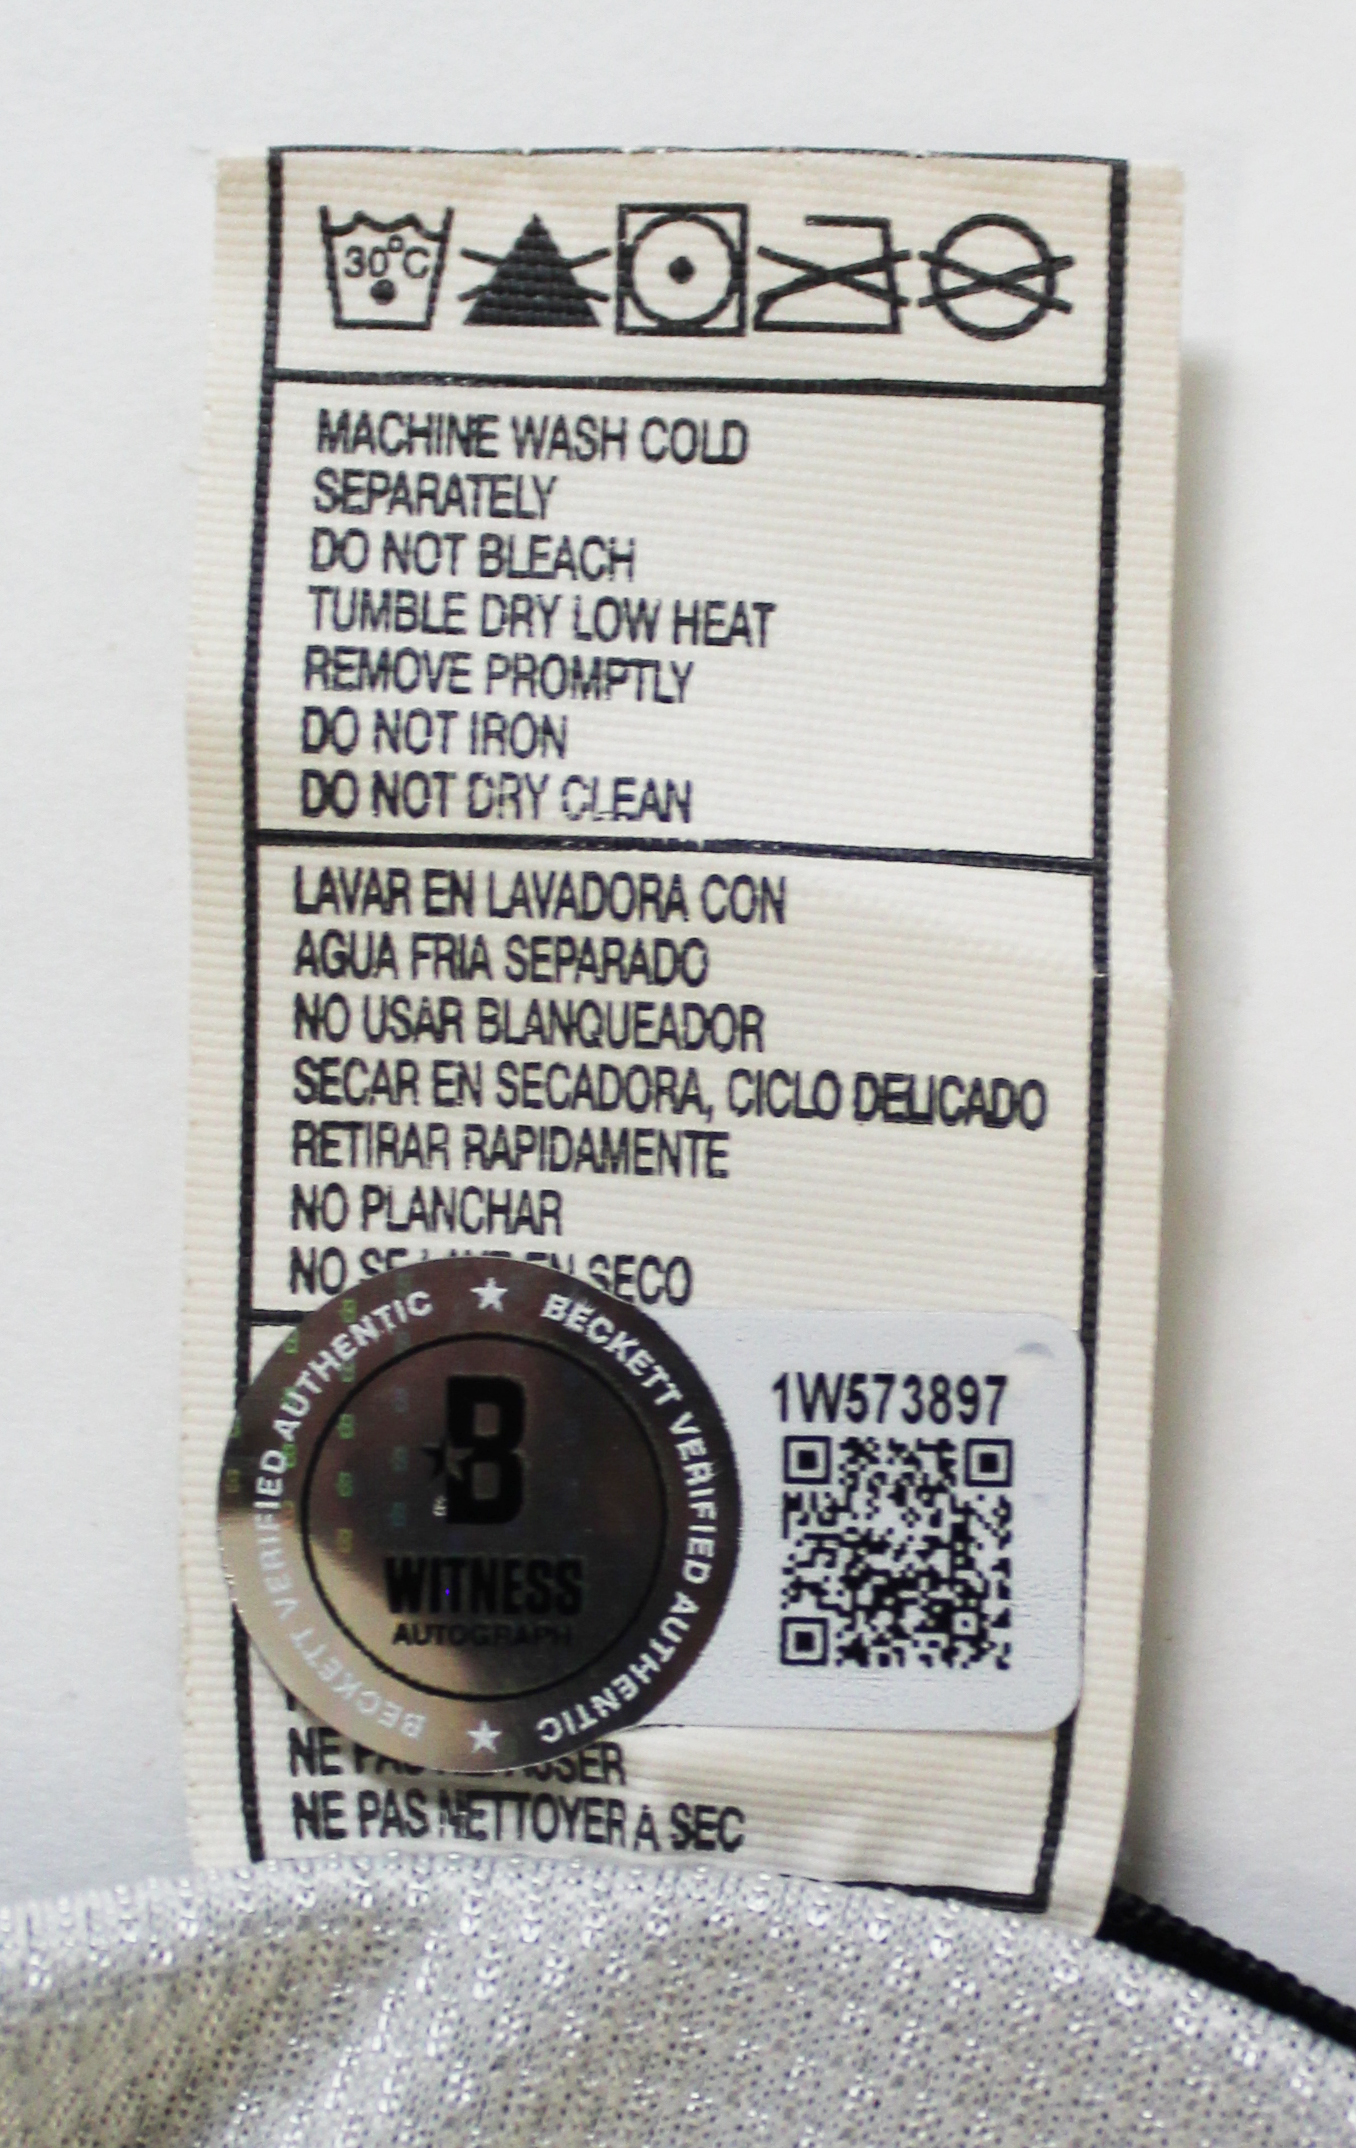 30°C
MACHINE WASH COLD
SEPARATELY
DO NOT BLEACH
TUMBLE DRY LOW HEAT
REMOVE PROMPTLY
DO NOT IRON
DO NOT DRY CLEAN
LAVAR EN LAVADORA CON
AGUA FRIA SEPARADO
NO USAR BLANQUEADOR
SECAR EN SECADORA, CICLO DELICADO
RETIRAR RAPIDAMENTE
NO PLANCHAR
NO SE EN SECO
BECKETT VERIFIED AUTHENTIC ★ BECKETT VERIFIED AUTHENTIC ★
B
WITNESS
AUTOGRAPH
1W573897
NE PAS
NE PAS NETTOYER A SEC